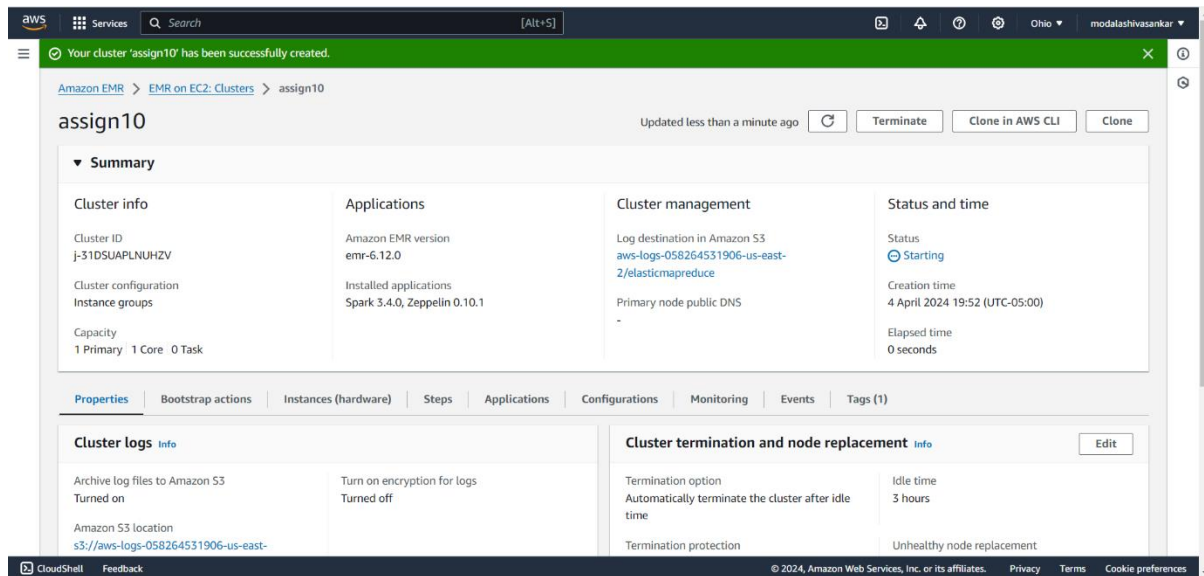 aws
Services Search [Alt+S] Ohio ▼ modalashivasankar ▼
Your cluster 'assign10' has been successfully created.
Amazon EMR > EMR on EC2: Clusters > assign10
assign10
Updated less than a minute ago Terminate Clone in AWS CLI Clone
▼ Summary
Cluster info
Cluster ID
j-31DSUAPLNUHZV
Cluster configuration
Instance groups
Capacity
1 Primary 1 Core 0 Task
Applications
Amazon EMR version
emr-6.12.0
Installed applications
Spark 3.4.0, Zeppelin 0.10.1
Cluster management
Log destination in Amazon S3
aws-logs-058264531906-us-east-
2/elasticmapreduce
Primary node public DNS
-
Status and time
Status
Starting
Creation time
4 April 2024 19:52 (UTC-05:00)
Elapsed time
0 seconds
Properties Bootstrap actions Instances (hardware) Steps Applications Configurations Monitoring Events Tags (1)
Cluster logs Info
Archive log files to Amazon S3
Turned on
Amazon S3 location
s3://aws-logs-058264531906-us-east-
Turn on encryption for logs
Turned off
Cluster termination and node replacement Info Edit
Termination option
Automatically terminate the cluster after idle
time
Termination protection
Idle time
3 hours
Unhealthy node replacement
CloudShell Feedback © 2024, Amazon Web Services, Inc. or its affiliates. Privacy Terms Cookie preferences